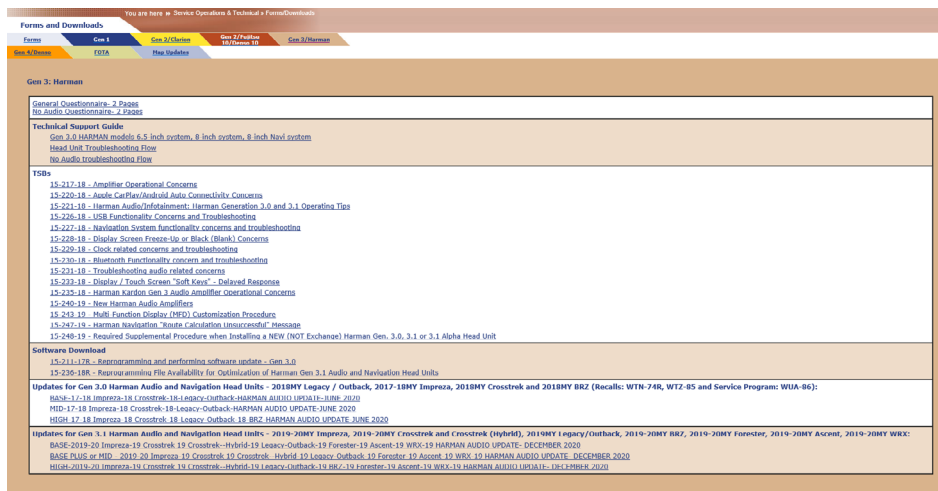 You are here » Service Operations & Technical » Forms/Downloads
Forms and Downloads
Forms
Gen 1
Gen 2/Clarion
Gen 2/Fujitsu 10/Denso 10
Gen 3/Harman
Gen 4/Denso
FOTA
Map Updates
Gen 3: Harman
General Questionnaire- 2 Pages
No Audio Questionnaire- 2 Pages
Technical Support Guide
Gen 3.0 HARMAN models 6.5 inch system, 8 inch system, 8 inch Navi system
Head Unit Troubleshooting Flow
No Audio troubleshooting Flow
TSBs
15-217-18 - Amplifier Operational Concerns
15-220-18 - Apple CarPlay/Android Auto Connectivity Concerns
15-221-18 - Harman Audio/Infotainment: Harman Generation 3.0 and 3.1 Operating Tips
15-226-18 - USB Functionality Concerns and Troubleshooting
15-227-18 - Navigation System functionality concerns and troubleshooting
15-228-18 - Display Screen Freeze-Up or Black (Blank) Concerns
15-229-18 - Clock related concerns and troubleshooting
15-230-18 - Bluetooth Functionality concern and troubleshooting
15-231-18 - Troubleshooting audio related concerns
15-233-18 - Display / Touch Screen "Soft Keys" - Delayed Response
15-235-18 - Harman Kardon Gen 3 Audio Amplifier Operational Concerns
15-240-19 - New Harman Audio Amplifiers
15-243-19 - Multi-Function Display (MFD) Customization Procedure
15-247-19 - Harman Navigation "Route Calculation Unsuccessful" Message
15-248-19 - Required Supplemental Procedure when Installing a NEW (NOT Exchange) Harman Gen. 3.0, 3.1 or 3.1 Alpha Head Unit
Software Download
15-211-17R - Reprogramming and performing software update - Gen 3.0
15-236-18R - Reprogramming File Availability for Optimization of Harman Gen 3.1 Audio and Navigation Head Units
Updates for Gen 3.0 Harman Audio and Navigation Head Units - 2018MY Legacy / Outback, 2017-18MY Impreza, 2018MY Crosstrek and 2018MY BRZ (Recalls: WTN-74R, WTZ-85 and Service Program: WUA-86):
BASE-17-18 Impreza-18 Crosstrek-18-Legacy-Outback-HARMAN AUDIO UPDATE-JUNE 2020
MID-17-18 Impreza-18 Crosstrek-18-Legacy-Outback-HARMAN AUDIO UPDATE-JUNE 2020
HIGH-17-18 Impreza-18 Crosstrek-18-Legacy-Outback-18-BRZ-HARMAN AUDIO UPDATE-JUNE 2020
Updates for Gen 3.1 Harman Audio and Navigation Head Units - 2019-20MY Impreza, 2019-20MY Crosstrek and Crosstrek (Hybrid), 2019MY Legacy/Outback, 2019-20MY BRZ, 2019-20MY Forester, 2019-20MY Ascent, 2019-20MY WRX:
BASE-2019-20 Impreza-19 Crosstrek 19 Crosstrek--Hybrid-19 Legacy-Outback-19 Forester-19 Ascent-19 WRX-19 HARMAN AUDIO UPDATE- DECEMBER 2020
BASE PLUS or MID - 2019-20 Impreza-19 Crosstrek 19 Crosstrek--Hybrid-19 Legacy-Outback-19 Forester-19 Ascent-19 WRX-19 HARMAN AUDIO UPDATE- DECEMBER 2020
HIGH-2019-20 Impreza-19 Crosstrek 19 Crosstrek--Hybrid-19 Legacy-Outback-19 BRZ-19 Forester-19 Ascent-19 WRX-19 HARMAN AUDIO UPDATE- DECEMBER 2020